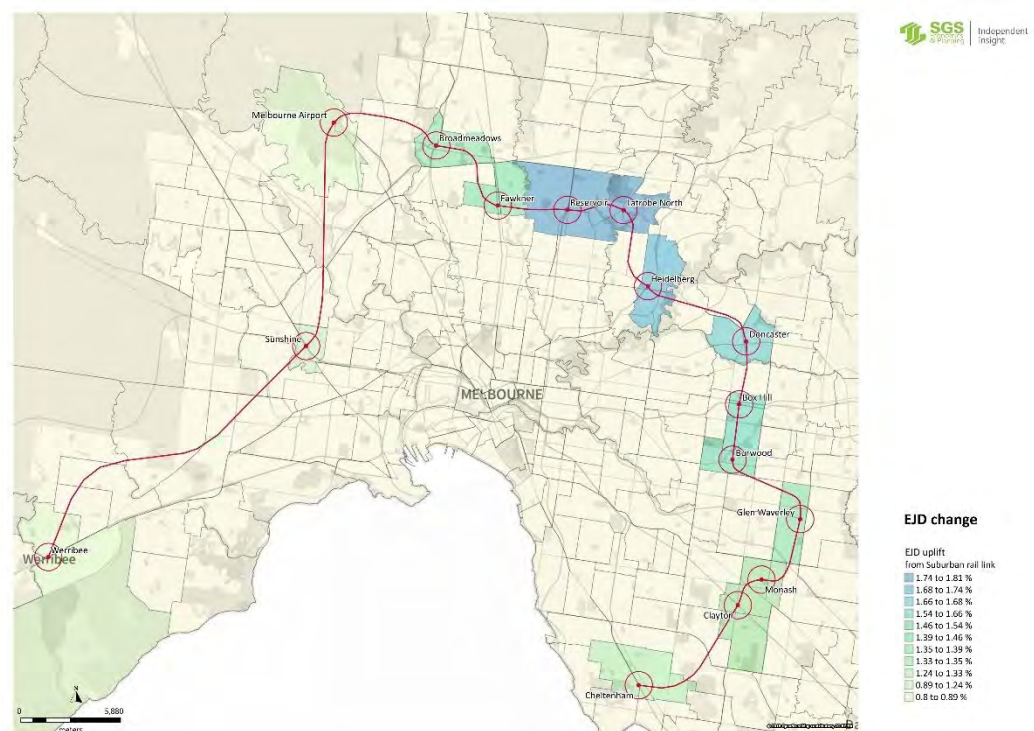 SGS
Economics
& Planning
Independent
insight
Melbourne Airport
Broadmeadows
Fawkner
Reservoir
Latrobe North
Heidelberg
Sunshine
Doncaster
MELBOURNE
Box Hill
Burwood
Glen Waverley
Werribee
Werribee
Monash
Clayton
Cheltenham
N
0
5,880
meters
EJD change
EJD uplift
from Suburban rail link
1.74 to 1.81 %
1.68 to 1.74 %
1.66 to 1.68 %
1.54 to 1.66 %
1.46 to 1.54 %
1.39 to 1.46 %
1.35 to 1.39 %
1.33 to 1.35 %
1.24 to 1.33 %
0.89 to 1.24 %
0.8 to 0.89 %